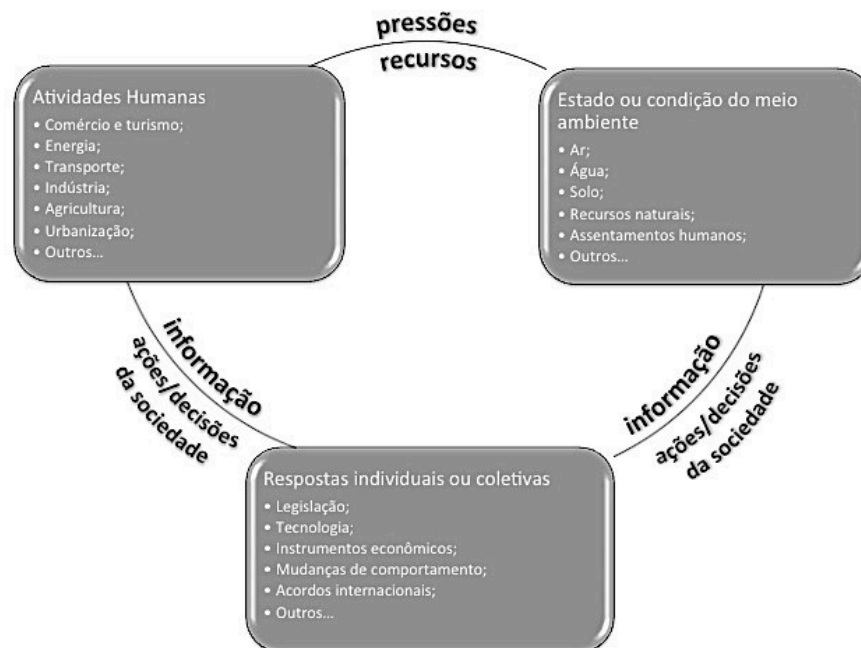 pressões
recursos
Atividades Humanas
• Comércio e turismo;
• Energia;
• Transporte;
• Indústria;
• Agricultura;
• Urbanização;
• Outros...
Estado ou condição do meio
ambiente
• Ar;
• Água;
• Solo;
• Recursos naturais;
• Assentamentos humanos;
• Outros...
informação
ações/decisões
da sociedade
informação
ações/decisões
da sociedade
Respostas individuais ou coletivas
• Legislação;
• Tecnologia;
• Instrumentos econômicos;
• Mudanças de comportamento;
• Acordos internacionais;
• Outros...